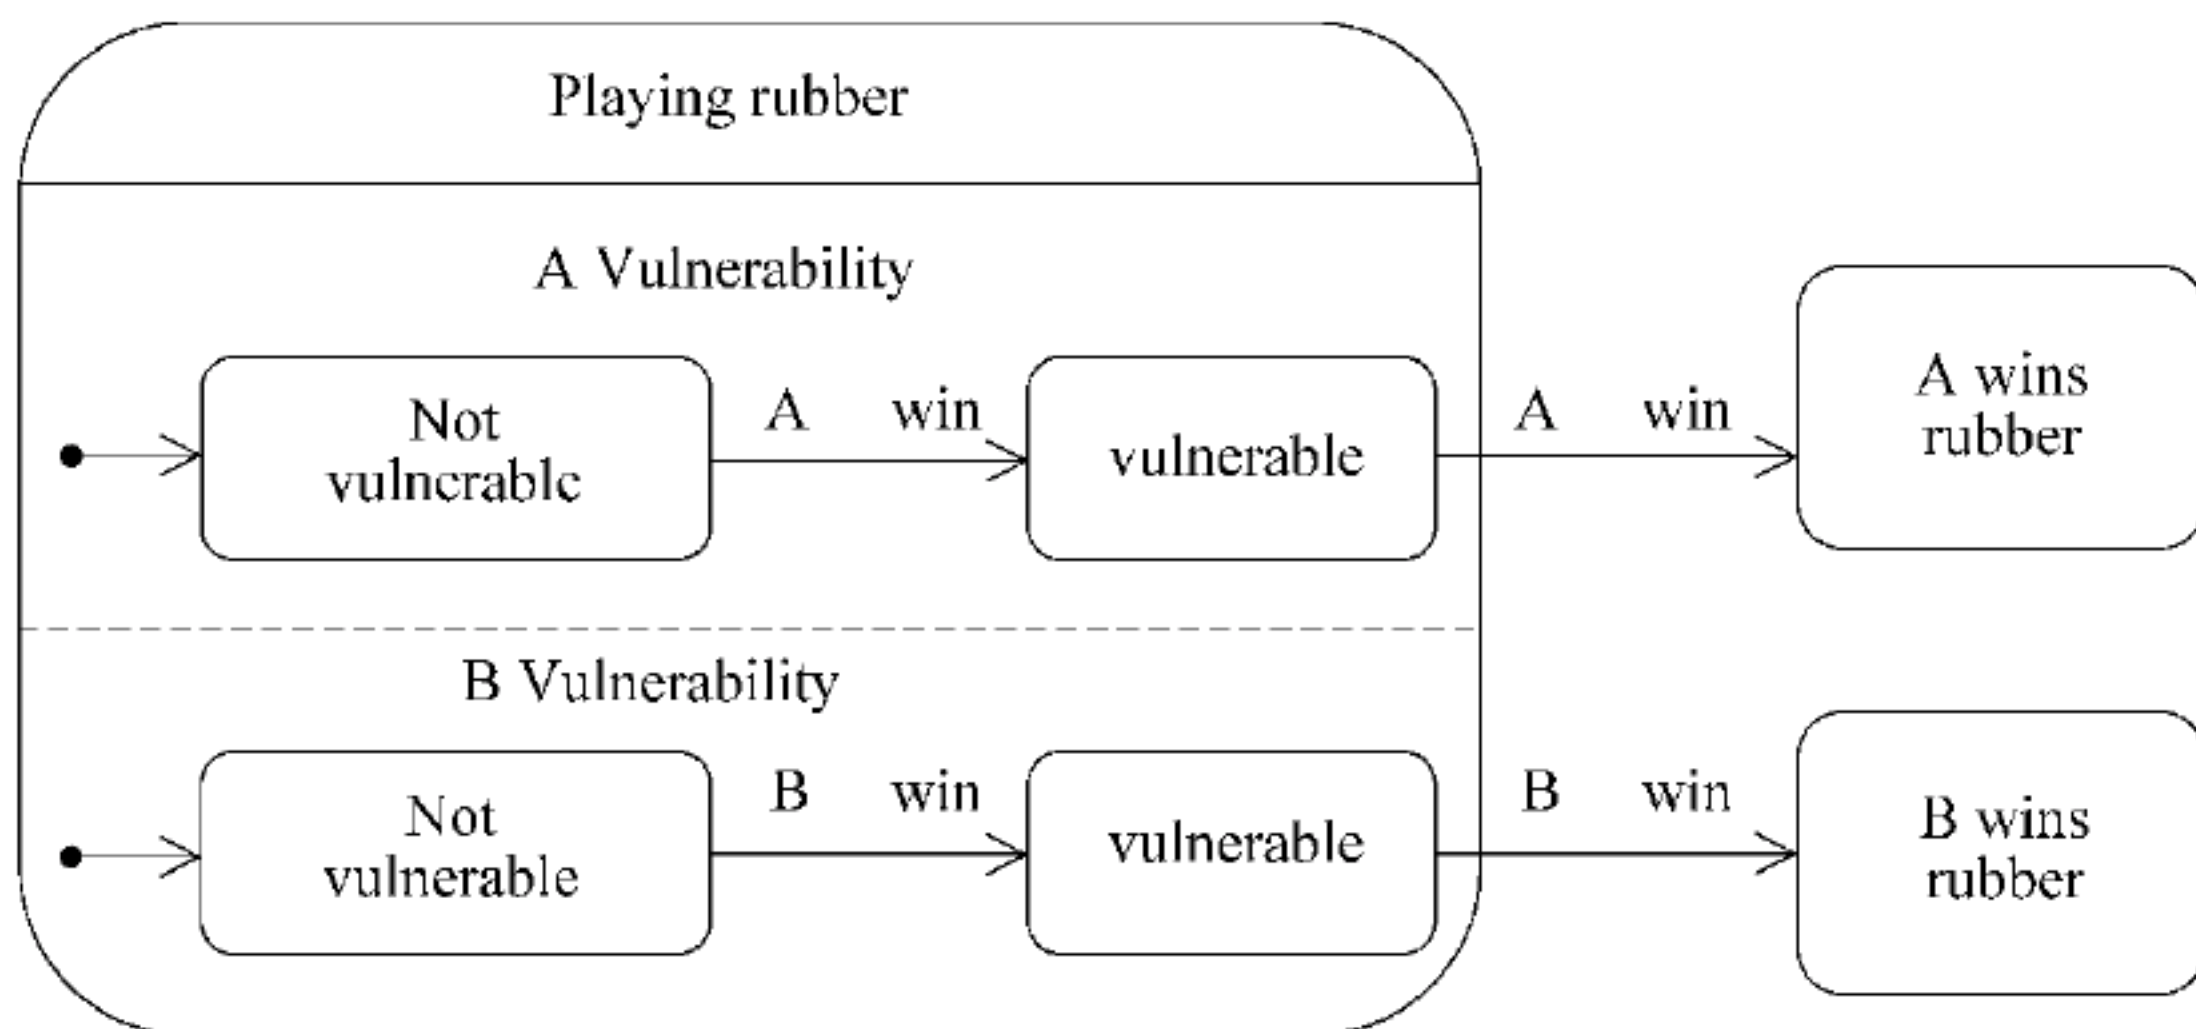 Playing rubber
A Vulnerability
Not
vulnerable
A win
vulnerable
A win
A wins
rubber
B Vulnerability
Not
vulnerable
B win
vulnerable
B win
B wins
rubber